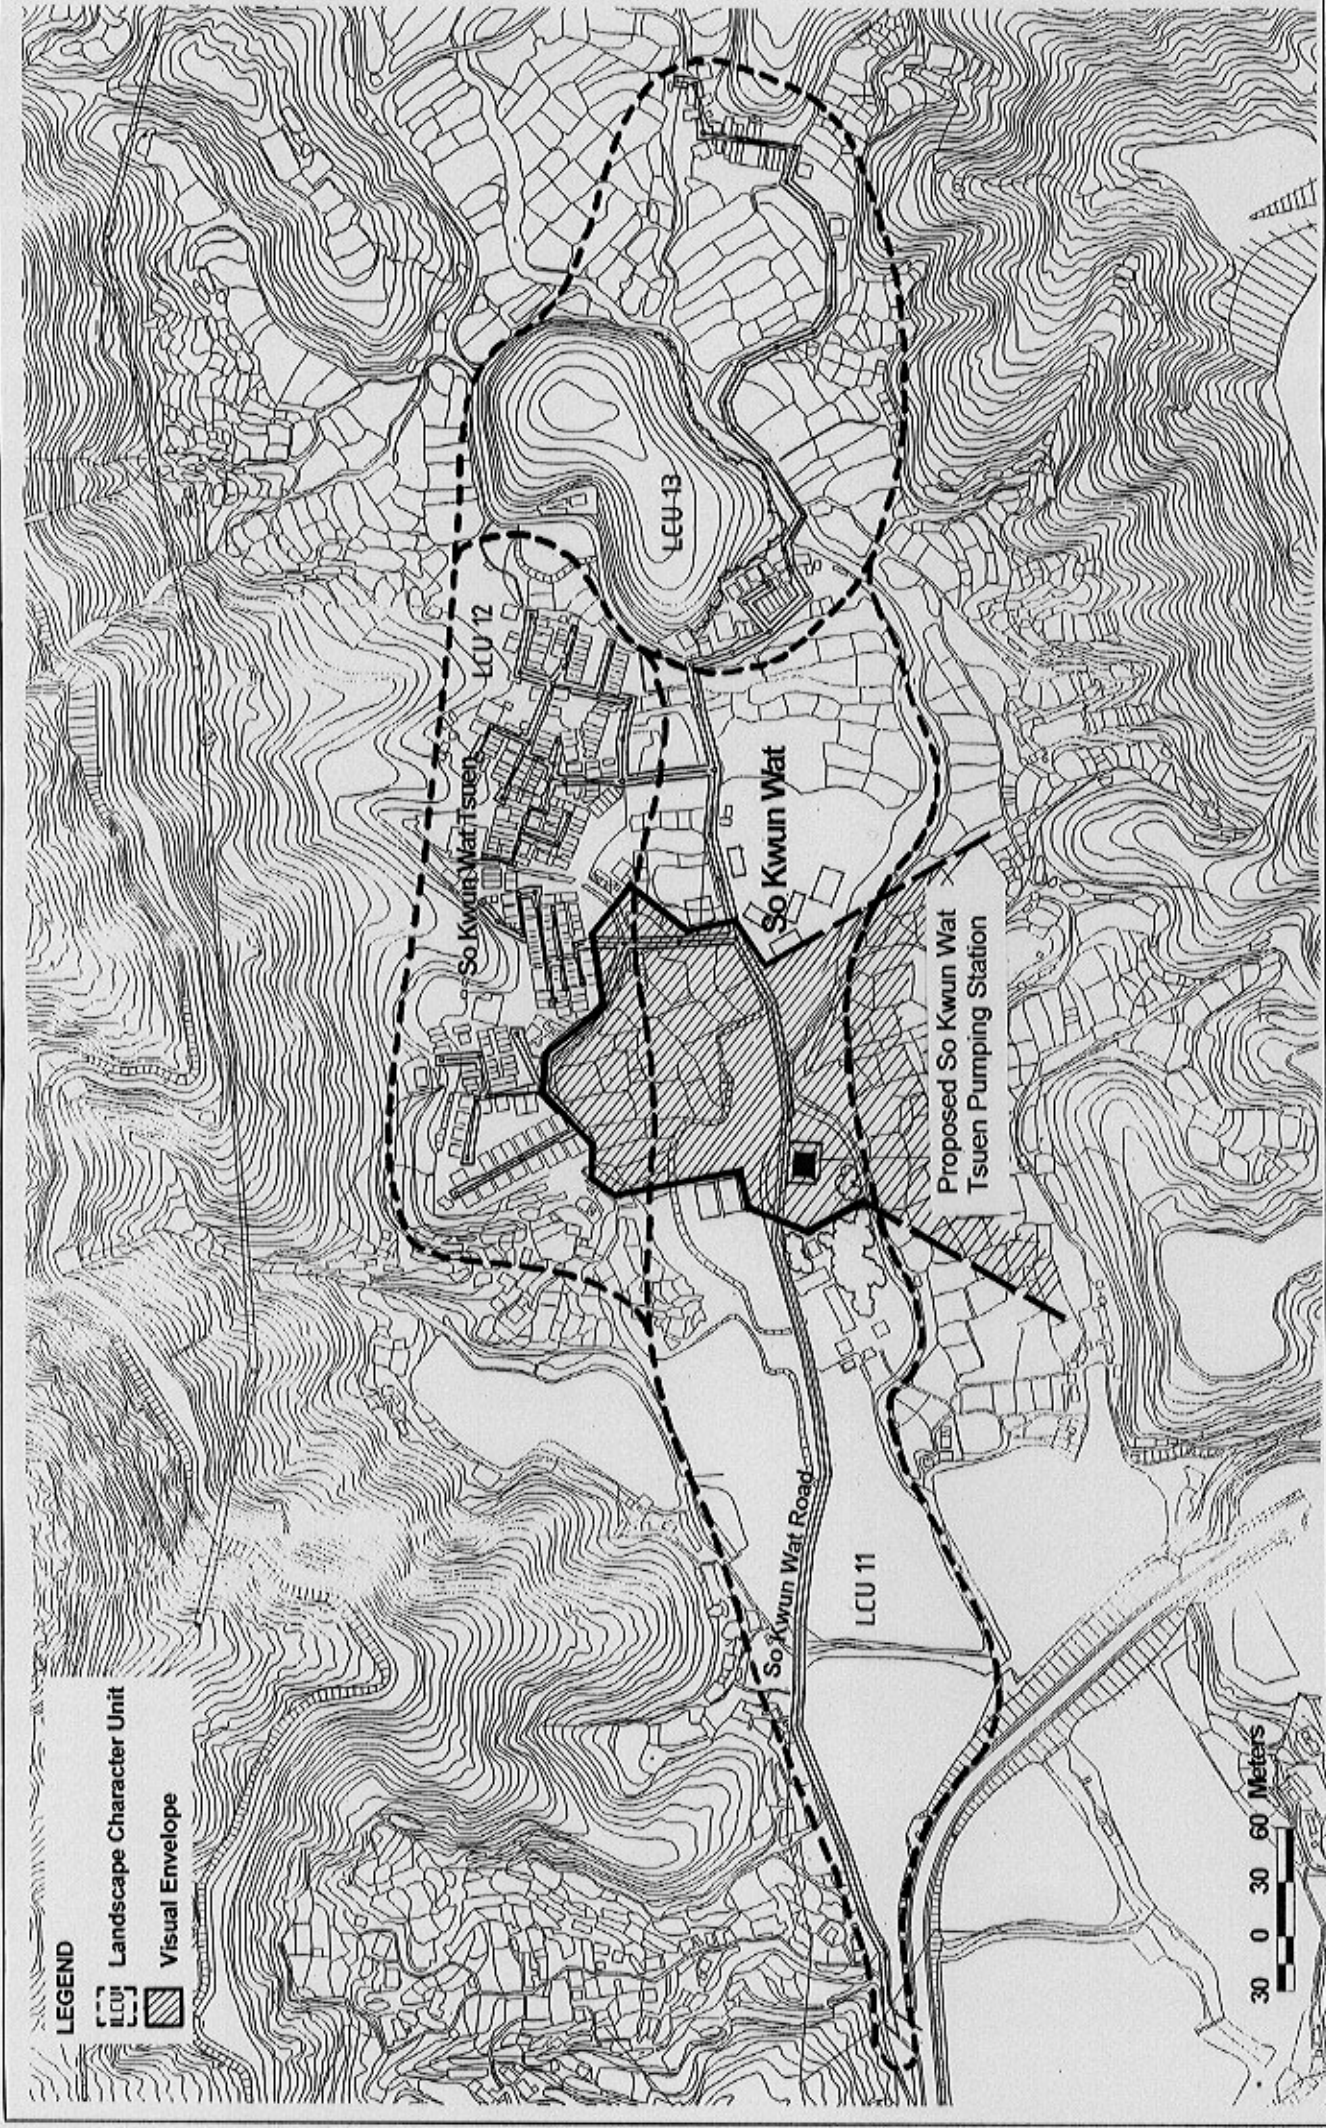 LEGEND
LCU
Landscape Character Unit
Visual Envelope
So Kwun Wat Tsuen
LCU 12
LCU 13
So Kwun Wat
So Kwun Wat Road
LCU 11
Proposed So Kwun Wat
Tsuen Pumping Station
30 0 30 60 Meters